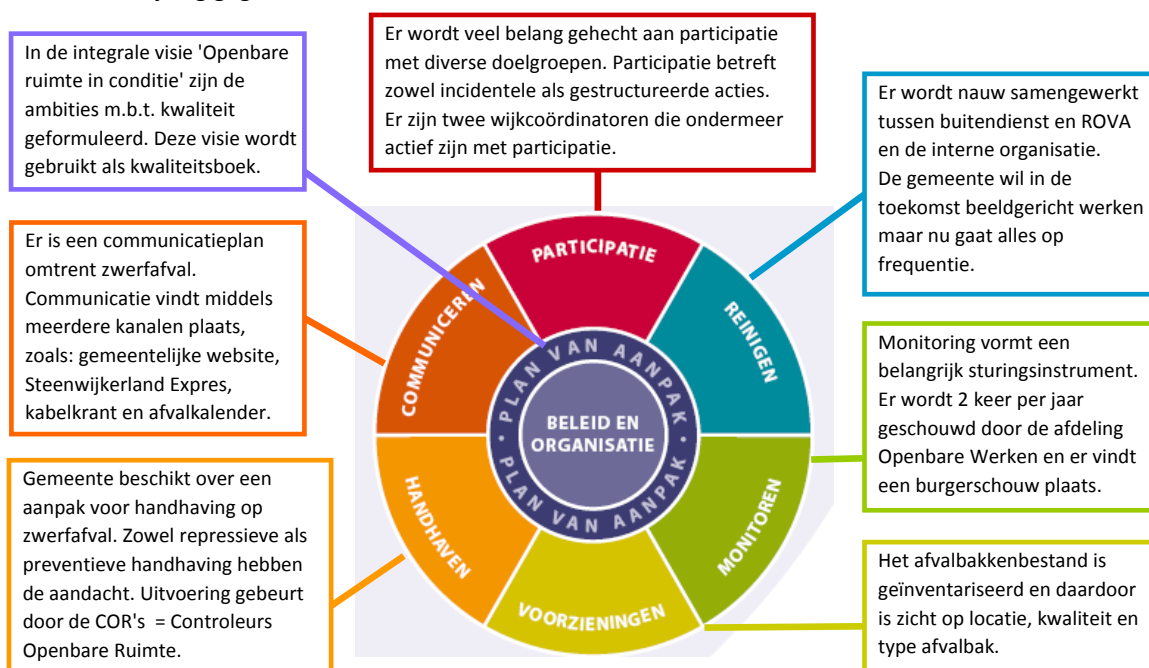 In de integrale visie 'Openbare
ruimte in conditie' zijn de
ambities m.b.t. kwaliteit
geformuleerd. Deze visie wordt
gebruikt als kwaliteitsboek.
Er wordt veel belang gehecht aan participatie
met diverse doelgroepen. Participatie betreft
zowel incidentele als gestructureerde acties.
Er zijn twee wijkcoördinatoren die ondermeer
actief zijn met participatie.
Er wordt nauw samengewerkt
tussen buitendienst en ROVA
en de interne organisatie.
De gemeente wil in de
toekomst beeldgericht werken
maar nu gaat alles op
frequentie.
Er is een communicatieplan
omtrent zwerfafval.
Communicatie vindt middels
meerdere kanalen plaats,
zoals: gemeentelijke website,
Steenwijkerland Expres,
kabelkrant en afvalkalender.
PARTICIPATIE
COMMUNICEREN
REINIGEN
PLAN VAN AANPAK
BELEID EN
ORGANISATIE
PLAN VAN AANPAK
HANDHAVEN
MONITOREN
VOORZIENINGEN
Monitoring vormt een
belangrijk sturingsinstrument.
Er wordt 2 keer per jaar
geschouwd door de afdeling
Openbare Werken en er vindt
een burgerschouw plaats.
Gemeente beschikt over een
aanpak voor handhaving op
zwerfafval. Zowel repressieve als
preventieve handhaving hebben
de aandacht. Uitvoering gebeurt
door de COR's = Controleurs
Openbare Ruimte.
Het afvalbakkenbestand is
geïnventariseerd en daardoor
is zicht op locatie, kwaliteit en
type afvalbak.